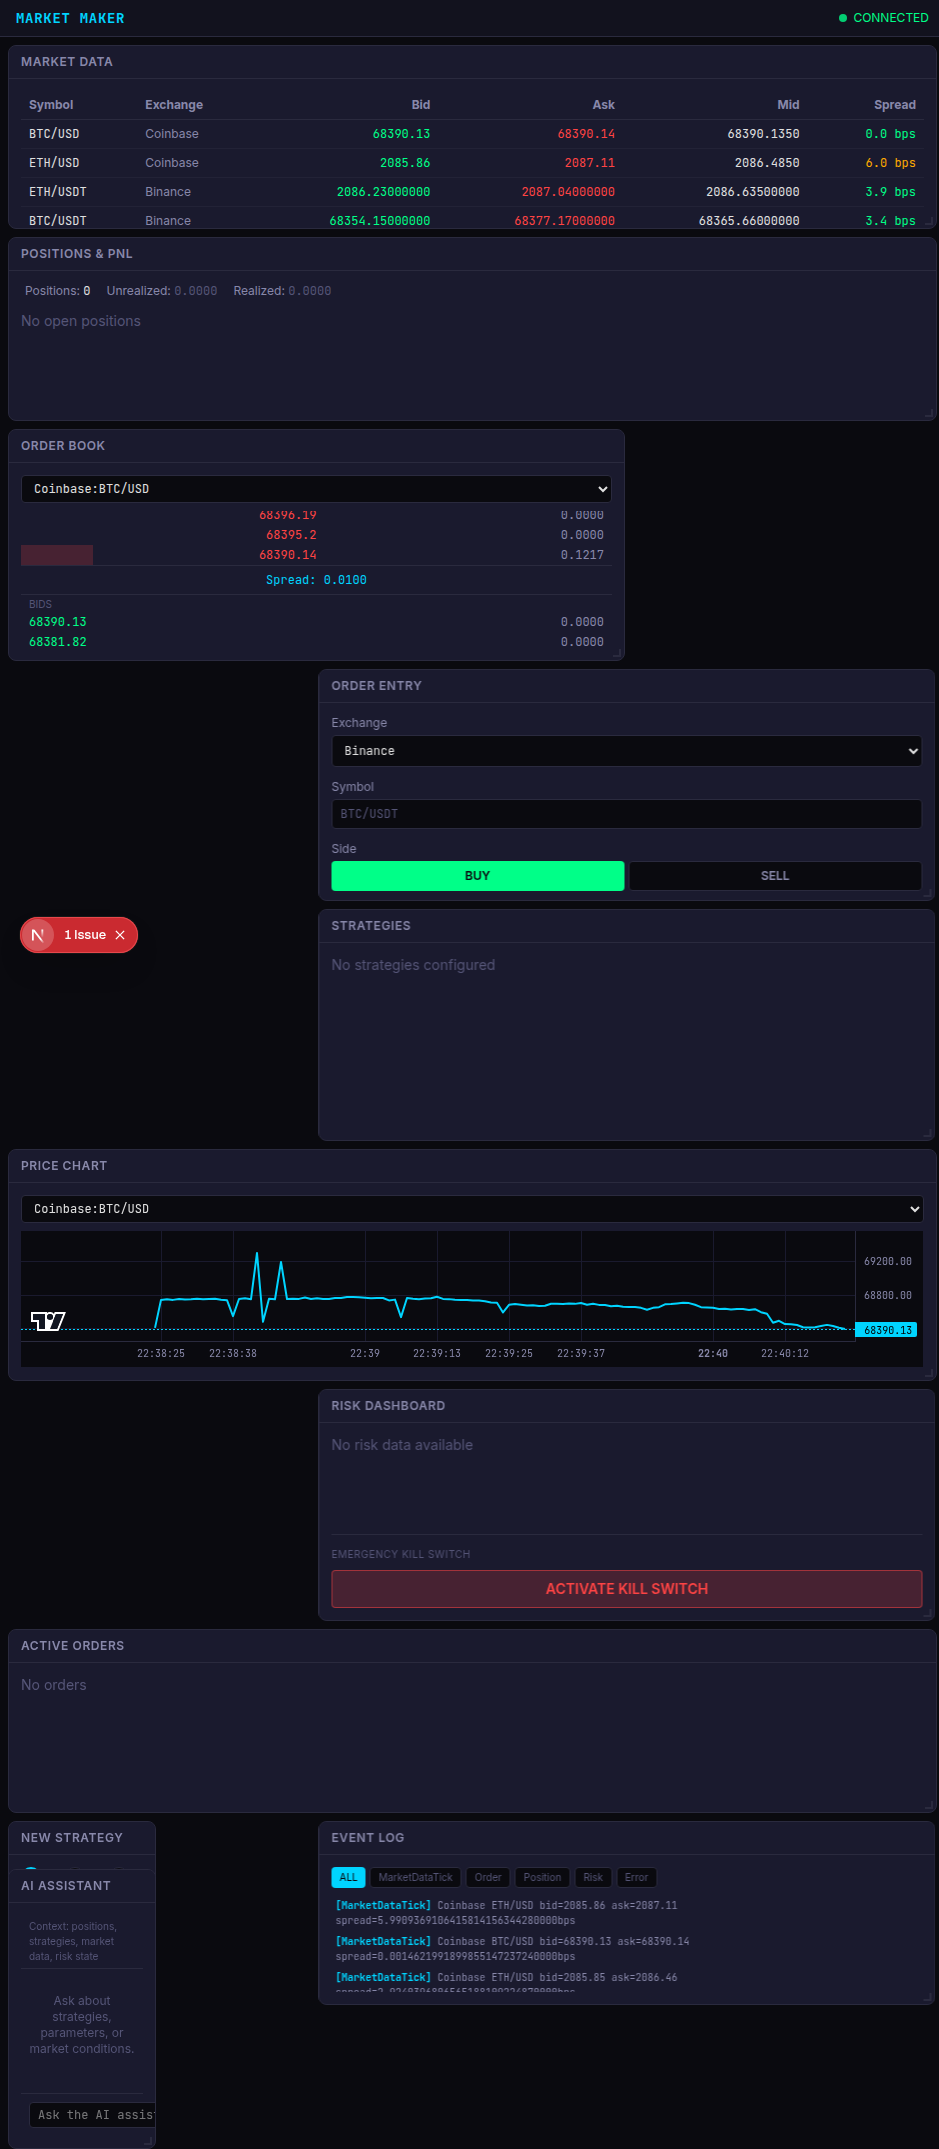 MARKET MAKER
CONNECTED
MARKET DATA
Symbol Exchange Bid Ask Mid Spread
BTC/USD Coinbase 68390.13 68390.14 68390.1350 0.0 bps
ETH/USD Coinbase 2085.86 2087.11 2086.4850 6.0 bps
ETH/USDT Binance 2086.23000000 2087.04000000 2086.63500000 3.9 bps
BTC/USDT Binance 68354.15000000 68377.17000000 68365.66000000 3.4 bps
POSITIONS & PNL
Positions: 0 Unrealized: 0.0000 Realized: 0.0000
No open positions
ORDER BOOK
Coinbase:BTC/USD
68396.19 0.0000
68395.2 0.0000
68390.14 0.1217
Spread: 0.0100
BIDS
68390.13 0.0000
68381.82 0.0000
ORDER ENTRY
Exchange
Binance
Symbol
BTC/USDT
Side
BUY SELL
1 Issue
STRATEGIES
No strategies configured
PRICE CHART
Coinbase:BTC/USD
69200.00
68800.00
68390.13
22:38:25 22:38:38 22:39 22:39:13 22:39:25 22:39:37 22:40 22:40:12
RISK DASHBOARD
No risk data available
EMERGENCY KILL SWITCH
ACTIVATE KILL SWITCH
ACTIVE ORDERS
No orders
NEW STRATEGY
AI ASSISTANT
Context: positions,
strategies, market
data, risk state
Ask about
strategies,
parameters, or
market conditions.
Ask the AI assis
EVENT LOG
ALL MarketDataTick Order Position Risk Error
[MarketDataTick] Coinbase ETH/USD bid=2085.86 ask=2087.11
spread=5.9909369106415814156344280000bps
[MarketDataTick] Coinbase BTC/USD bid=68390.13 ask=68390.14
spread=0.0014621991899855147237240000bps
[MarketDataTick] Coinbase ETH/USD bid=2085.85 ask=2086.46